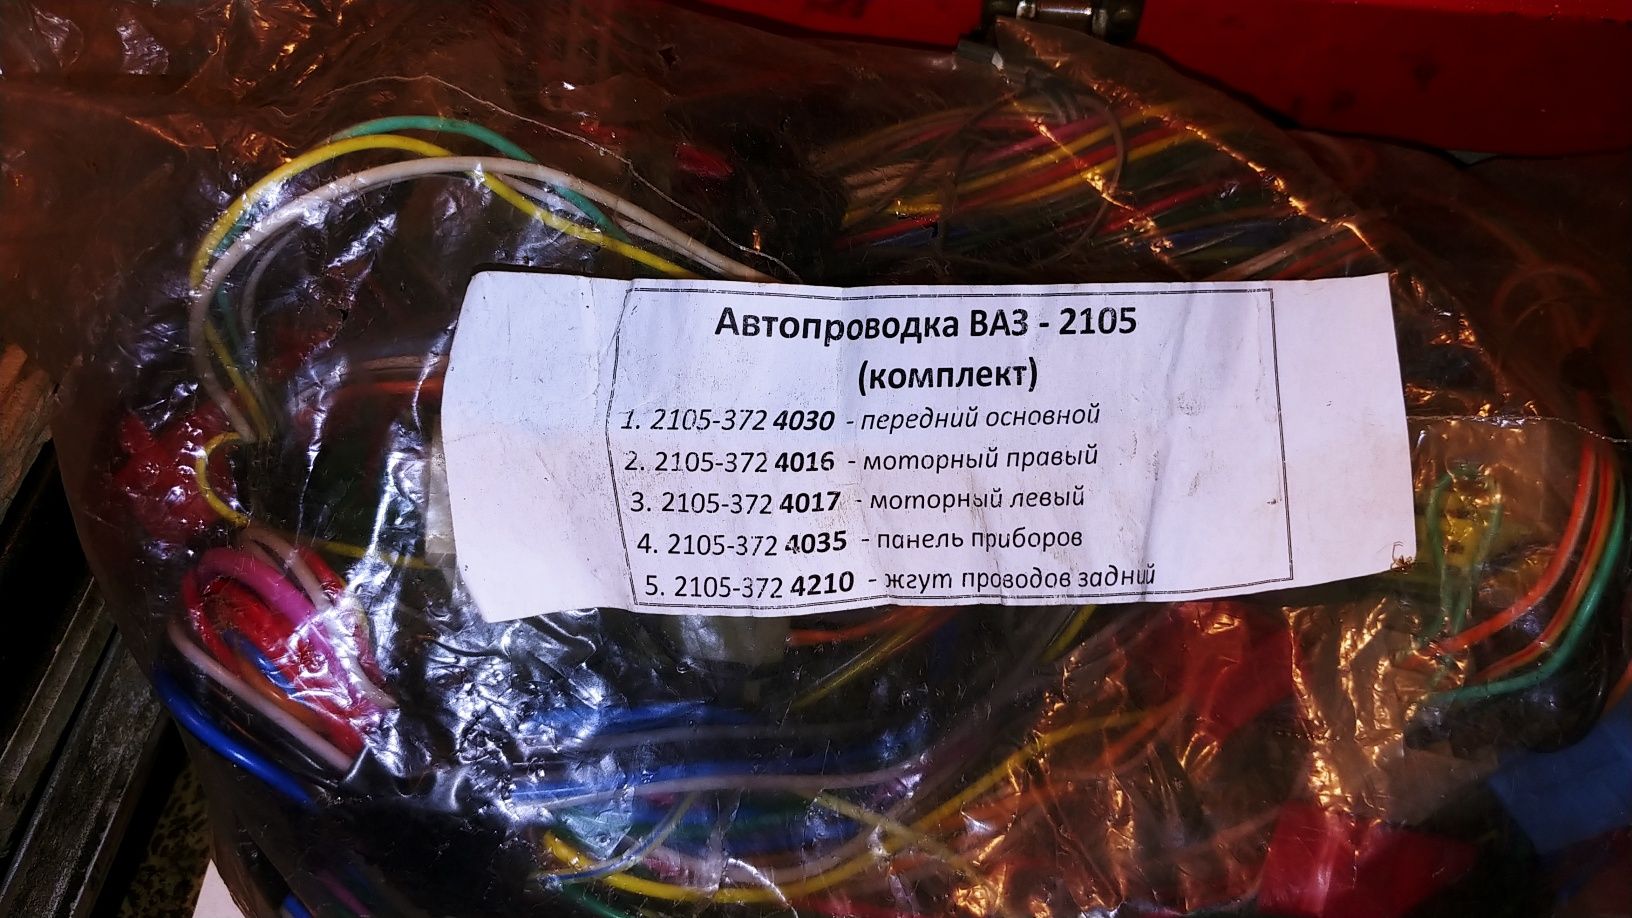 Автопроводка ВАЗ - 2105
(комплект)
1. 2105-372 4030 - передний основной
2. 2105-372 4016 - моторный правый
3. 2105-372 4017 - моторный левый
4. 2105-372 4035 - панель приборов
5. 2105-372 4210 - жгут проводов задний